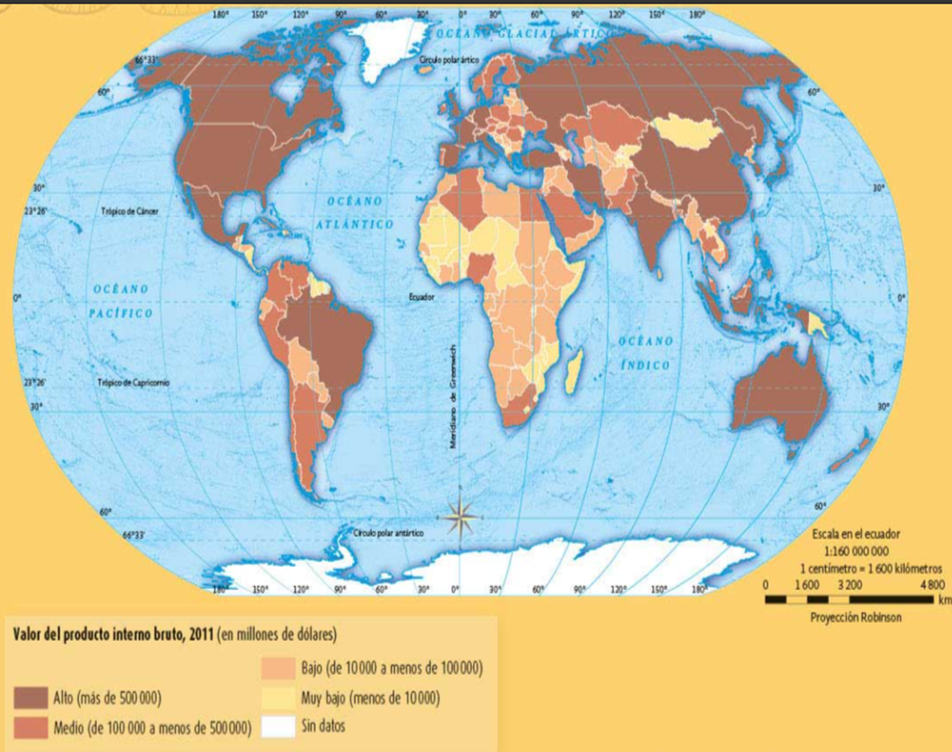 180° 150° 120° 90° 60° 30° 0° 30° 60° 90° 120° 150° 180°
OCÉANO GLACIAL ÁRTICO
66°33' Círculo polar ártico
60° 60°
30° 30°
23°26' Trópico de Cáncer
OCÉANO
ATLÁNTICO
OCÉANO
PACÍFICO
0° Ecuador 0°
OCÉANO
ÍNDICO
Meridiano de Greenwich
23°26' Trópico de Capricornio
30° 30°
60° 60°
66°33' Círculo polar antártico
180° 150° 120° 90° 60° 30° 0° 30° 60° 90° 120° 150° 180°
Escala en el ecuador
1:160 000 000
1 centímetro = 1 600 kilómetros
0 1 600 3 200 4 800
km
Proyección Robinson
Valor del producto interno bruto, 2011 (en millones de dólares)
Alto (más de 500 000)
Medio (de 100 000 a menos de 500 000)
Bajo (de 10 000 a menos de 100 000)
Muy bajo (menos de 10 000)
Sin datos